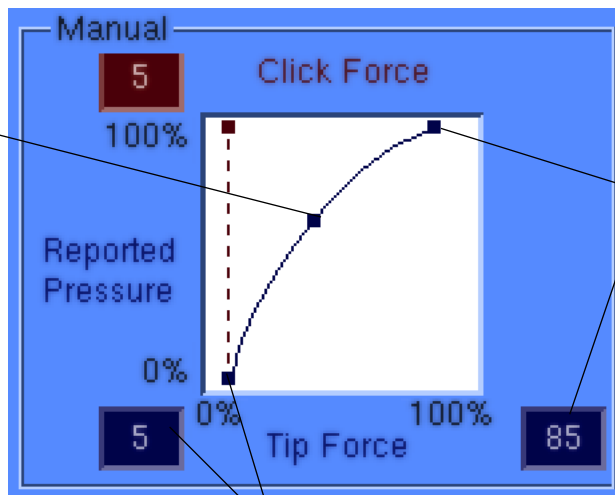 Manual
5
Click Force
100%
Reported
Pressure
0%
0%
100%
5
Tip Force
85